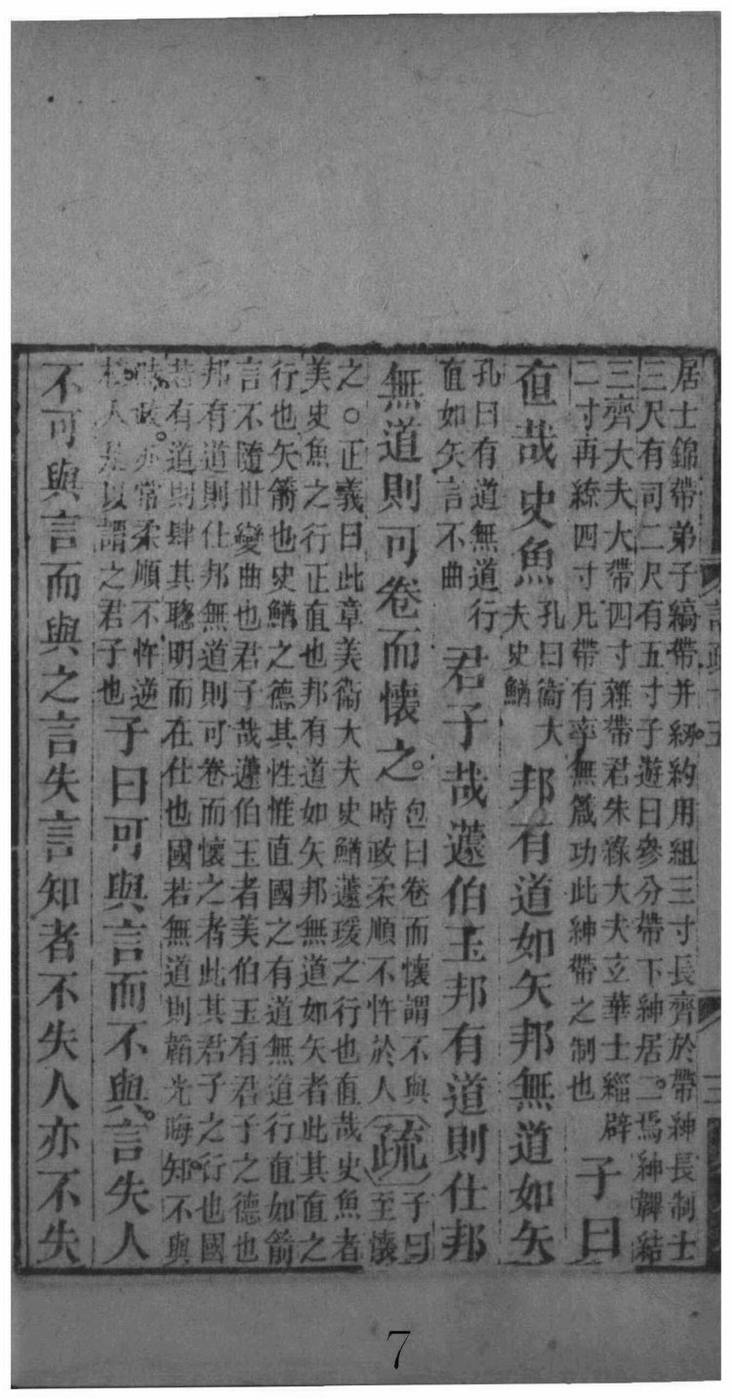 居士錦帶弟子縞帶并紐約用組三寸長齊於帶紳長制士
三尺有司二尺有五寸子遊曰參分帶下紳居二焉紳韠結
三齊大夫大帶四寸雜帶君朱綠大夫玄華士緇辟
二寸再繚四寸凡帶有率無箴功此紳帶之制也
子曰
直哉史魚
孔曰衞大
夫史鰌
邦有道如矢邦無道如矢
孔曰有道無道行
直如矢言不曲
君子哉蘧伯玉邦有道則仕邦
無道則可卷而懷之
包曰卷而懷謂不與
時政柔順不忤於人
疏
子曰
至懷
之○正義曰此章美衞大夫史鰌蘧瑗之行也直哉史魚者
美史魚之行正直也邦有道如矢邦無道如矢者此其直之
行也矢箭也史鰌之德其性惟直國之有道無道行直如箭
言不隨世變曲也君子哉蘧伯玉者美伯玉有君子之德也
邦有道則仕邦無道則可卷而懷之者此其君子之行也國
若有道則肆其聰明而在仕也國若無道則韜光晦知不與
時政亦常柔順不忤逆
人是以謂之君子也
子曰可與言而不與言失人
不可與言而與之言失言知者不失人亦不失
三
7